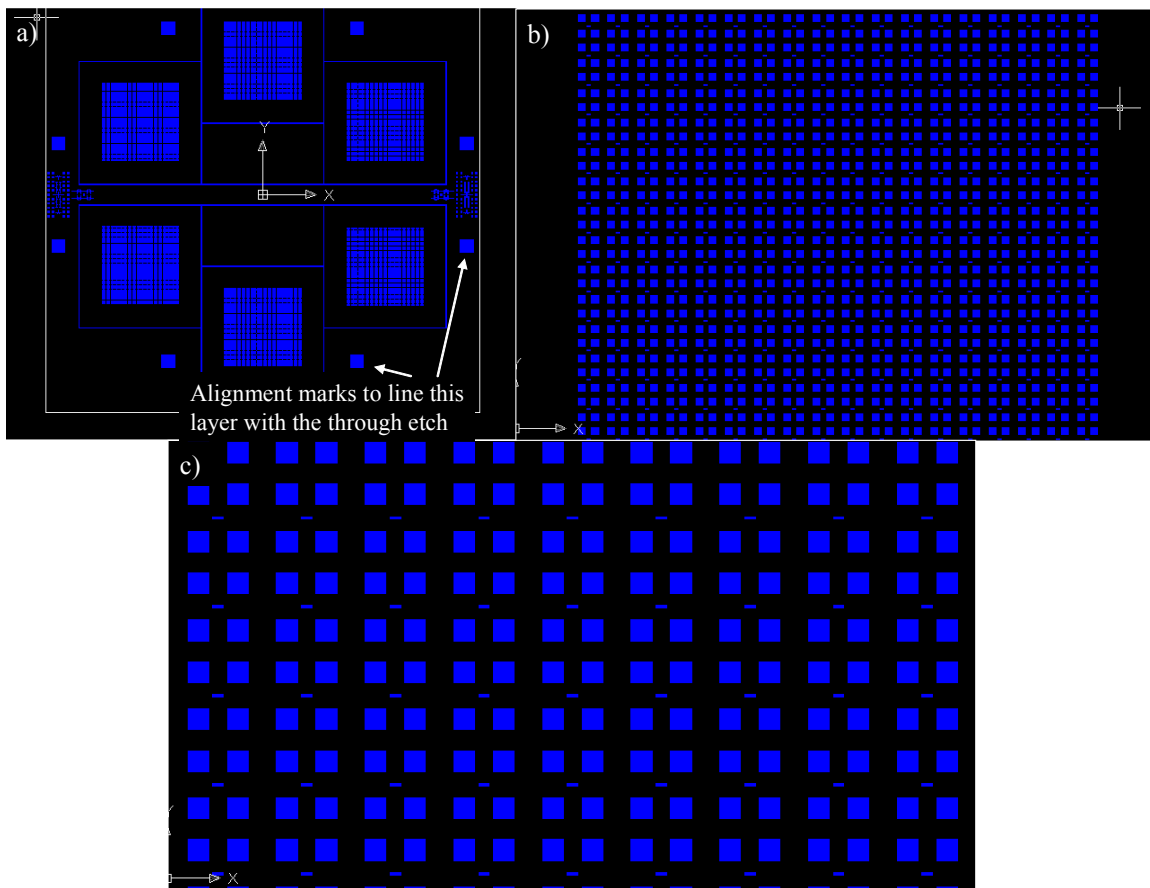 a)
Y
X
Alignment marks to line this
layer with the through etch
b)
X
c)
X